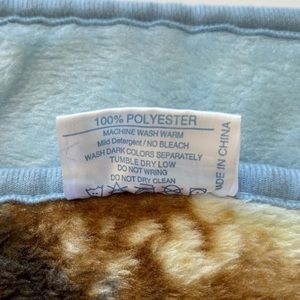 100% POLYESTER
MACHINE WASH WARM
Mild Detergent / NO BLEACH
WASH DARK COLORS SEPARATELY
TUMBLE DRY LOW
DO NOT WRING
DO NOT DRY CLEAN
MADE IN CHINA